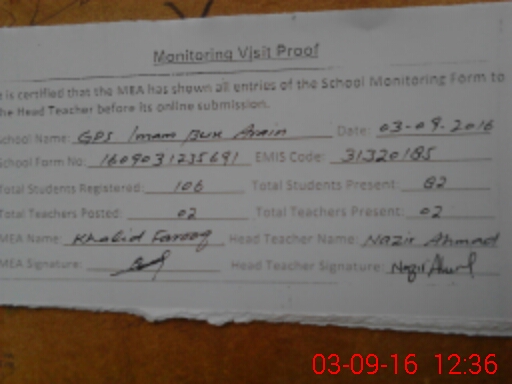 Monitoring Visit Proof
is certified that the MEA has shown all entries of the School Monitoring Form to
the Head Teacher before its online submission.
School Name: GPS Imam Bux Arain Date: 03-09-2016
School Form No: 1609031235691 EMIS Code: 31320185
Total Students Registered: 106 Total Students Present: 82
Total Teachers Posted: 02 Total Teachers Present: 02
MEA Name: Khalid Farooq Head Teacher Name: Nazir Ahmad
MEA Signature: Head Teacher Signature: Nazir Ahmad
03-09-16 12:36